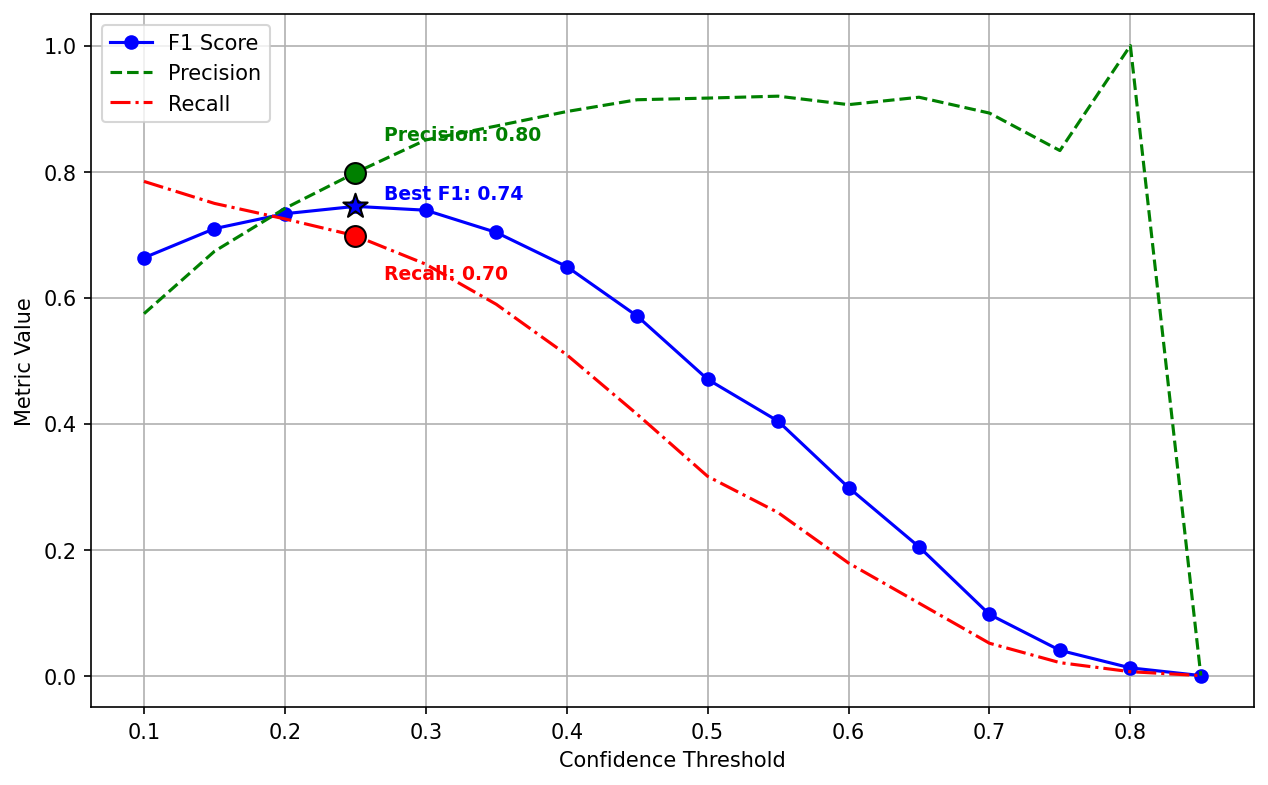 F1 Score
Precision
Recall
Precision: 0.80
Best F1: 0.74
Recall: 0.70
Metric Value
1.0
0.8
0.6
0.4
0.2
0.0
0.1 0.2 0.3 0.4 0.5 0.6 0.7 0.8
Confidence Threshold